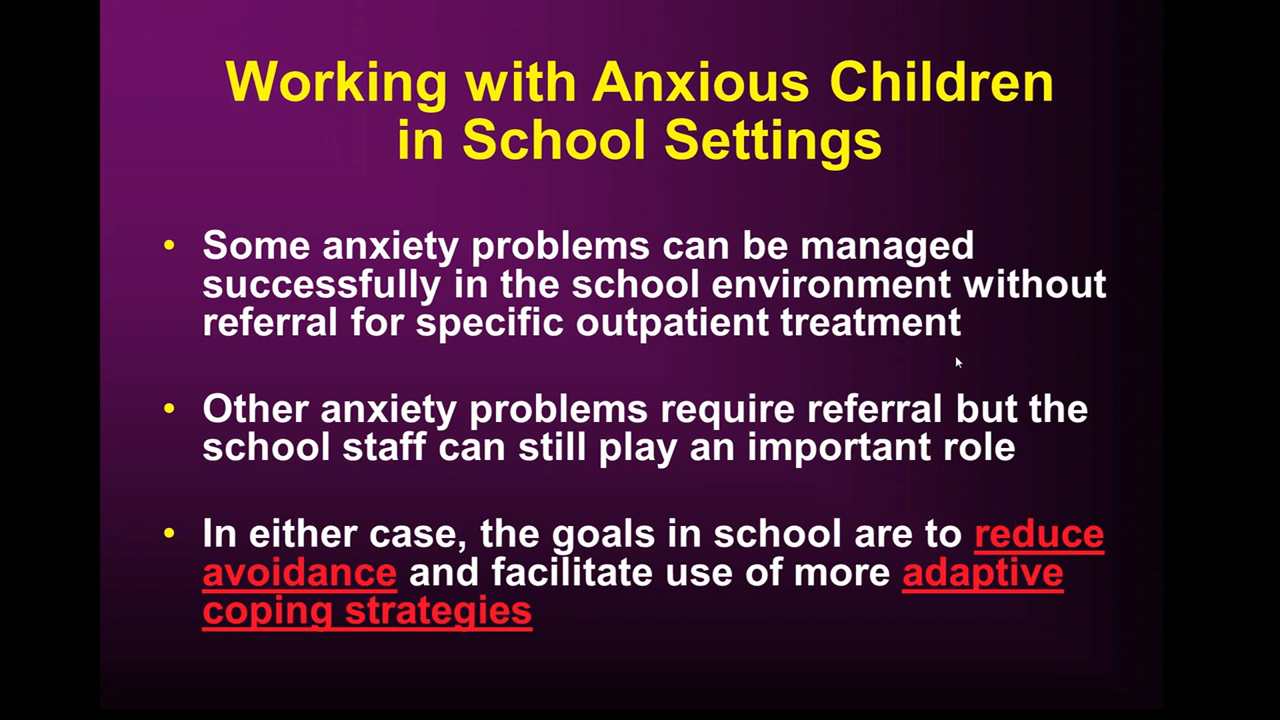 Working with Anxious Children
in School Settings
• Some anxiety problems can be managed
successfully in the school environment without
referral for specific outpatient treatment
• Other anxiety problems require referral but the
school staff can still play an important role
• In either case, the goals in school are to reduce
avoidance and facilitate use of more adaptive
coping strategies